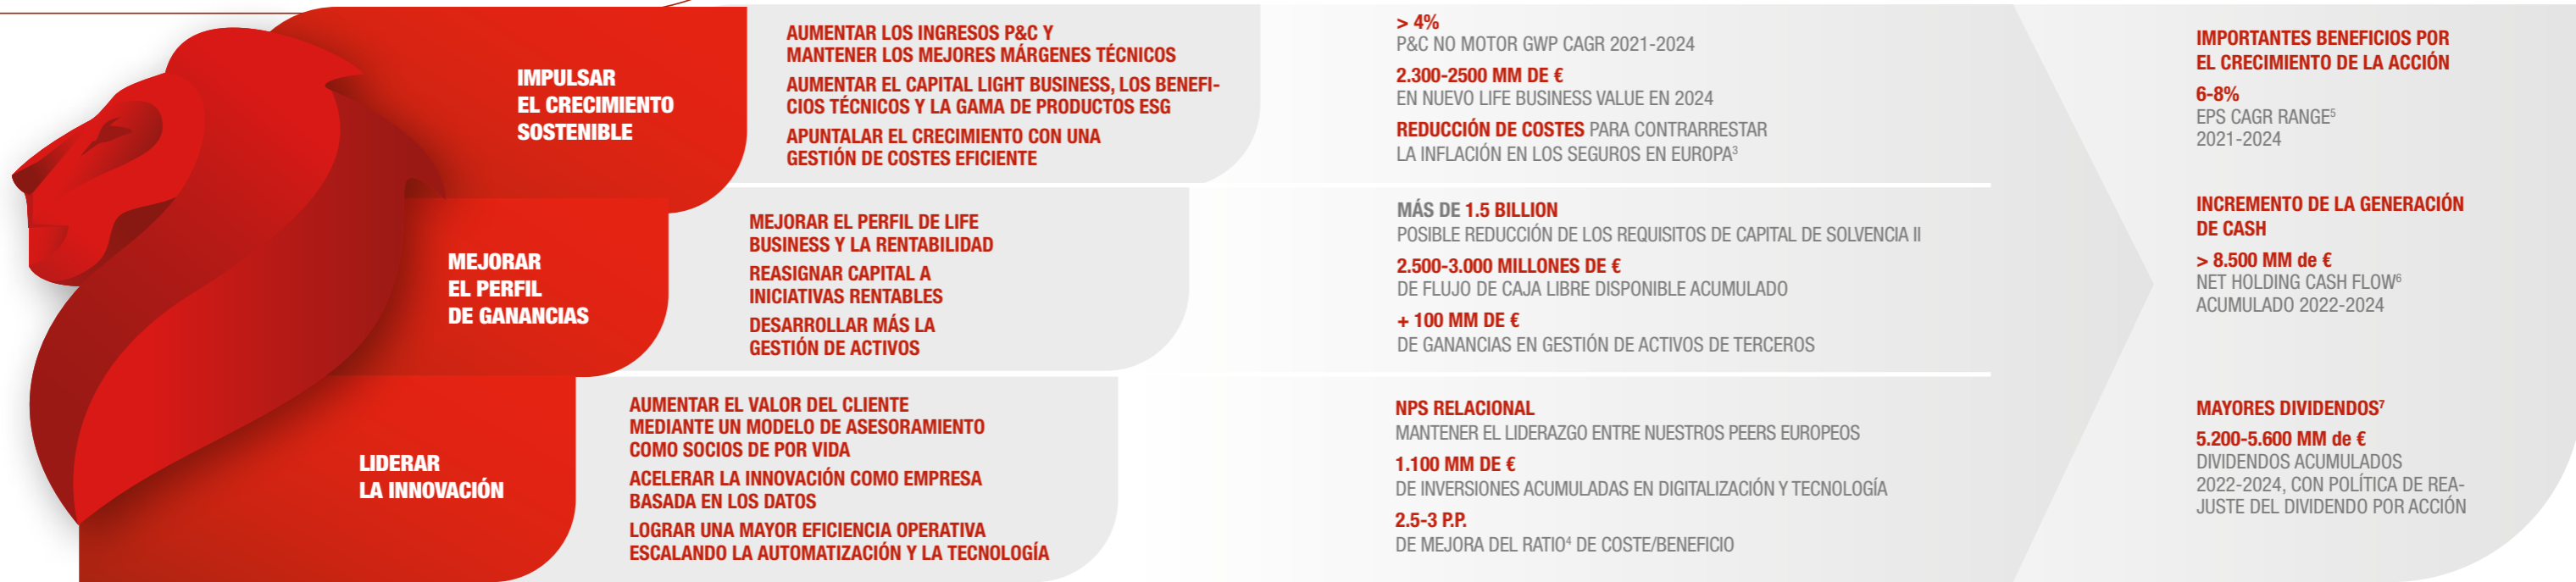 IMPULSAR
EL CRECIMIENTO
SOSTENIBLE
AUMENTAR LOS INGRESOS P&C Y
MANTENER LOS MEJORES MÁRGENES TÉCNICOS
AUMENTAR EL CAPITAL LIGHT BUSINESS, LOS BENEFI-
CIOS TÉCNICOS Y LA GAMA DE PRODUCTOS ESG
APUNTALAR EL CRECIMIENTO CON UNA
GESTIÓN DE COSTES EFICIENTE
> 4%
P&C NO MOTOR GWP CAGR 2021-2024
2.300-2500 MM DE €
EN NUEVO LIFE BUSINESS VALUE EN 2024
REDUCCIÓN DE COSTES PARA CONTRARRESTAR
LA INFLACIÓN EN LOS SEGUROS EN EUROPA³
MEJORAR
EL PERFIL
DE GANANCIAS
MEJORAR EL PERFIL DE LIFE
BUSINESS Y LA RENTABILIDAD
REASIGNAR CAPITAL A
INICIATIVAS RENTABLES
DESARROLLAR MÁS LA
GESTIÓN DE ACTIVOS
MÁS DE 1.5 BILLION
POSIBLE REDUCCIÓN DE LOS REQUISITOS DE CAPITAL DE SOLVENCIA II
2.500-3.000 MILLONES DE €
DE FLUJO DE CAJA LIBRE DISPONIBLE ACUMULADO
+ 100 MM DE €
DE GANANCIAS EN GESTIÓN DE ACTIVOS DE TERCEROS
LIDERAR
LA INNOVACIÓN
AUMENTAR EL VALOR DEL CLIENTE
MEDIANTE UN MODELO DE ASESORAMIENTO
COMO SOCIOS DE POR VIDA
ACELERAR LA INNOVACIÓN COMO EMPRESA
BASADA EN LOS DATOS
LOGRAR UNA MAYOR EFICIENCIA OPERATIVA
ESCALANDO LA AUTOMATIZACIÓN Y LA TECNOLOGÍA
NPS RELACIONAL
MANTENER EL LIDERAZGO ENTRE NUESTROS PEERS EUROPEOS
1.100 MM DE €
DE INVERSIONES ACUMULADAS EN DIGITALIZACIÓN Y TECNOLOGÍA
2.5-3 P.P.
DE MEJORA DEL RATIO⁴ DE COSTE/BENEFICIO
IMPORTANTES BENEFICIOS POR
EL CRECIMIENTO DE LA ACCIÓN
6-8%
EPS CAGR RANGE⁵
2021-2024
INCREMENTO DE LA GENERACIÓN
DE CASH
> 8.500 MM de €
NET HOLDING CASH FLOW⁶
ACUMULADO 2022-2024
MAYORES DIVIDENDOS⁷
5.200-5.600 MM de €
DIVIDENDOS ACUMULADOS
2022-2024, CON POLÍTICA DE REA-
JUSTE DEL DIVIDENDO POR ACCIÓN